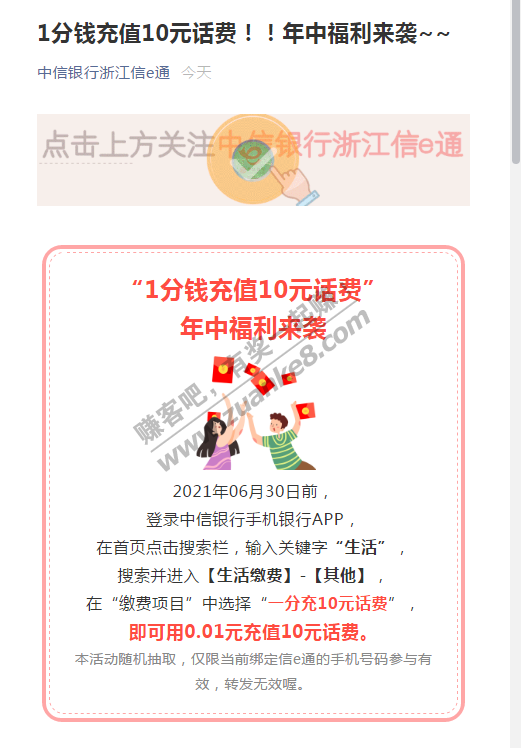 1分钱充值10元话费！！年中福利来袭~~
中信银行浙江信e通 今天
点击上方关注中信银行浙江信e通
“1分钱充值10元话费”
年中福利来袭
赚客吧，有奖一起赚
www.zuanke8.com
2021年06月30日前，
登录中信银行手机银行APP，
在首页点击搜索栏，输入关键字“生活”，
搜索并进入【生活缴费】-【其他】，
在“缴费项目”中选择“一分充10元话费”，
即可用0.01元充值10元话费。
本活动随机抽取，仅限当前绑定信e通的手机号码参与有
效，转发无效喔。